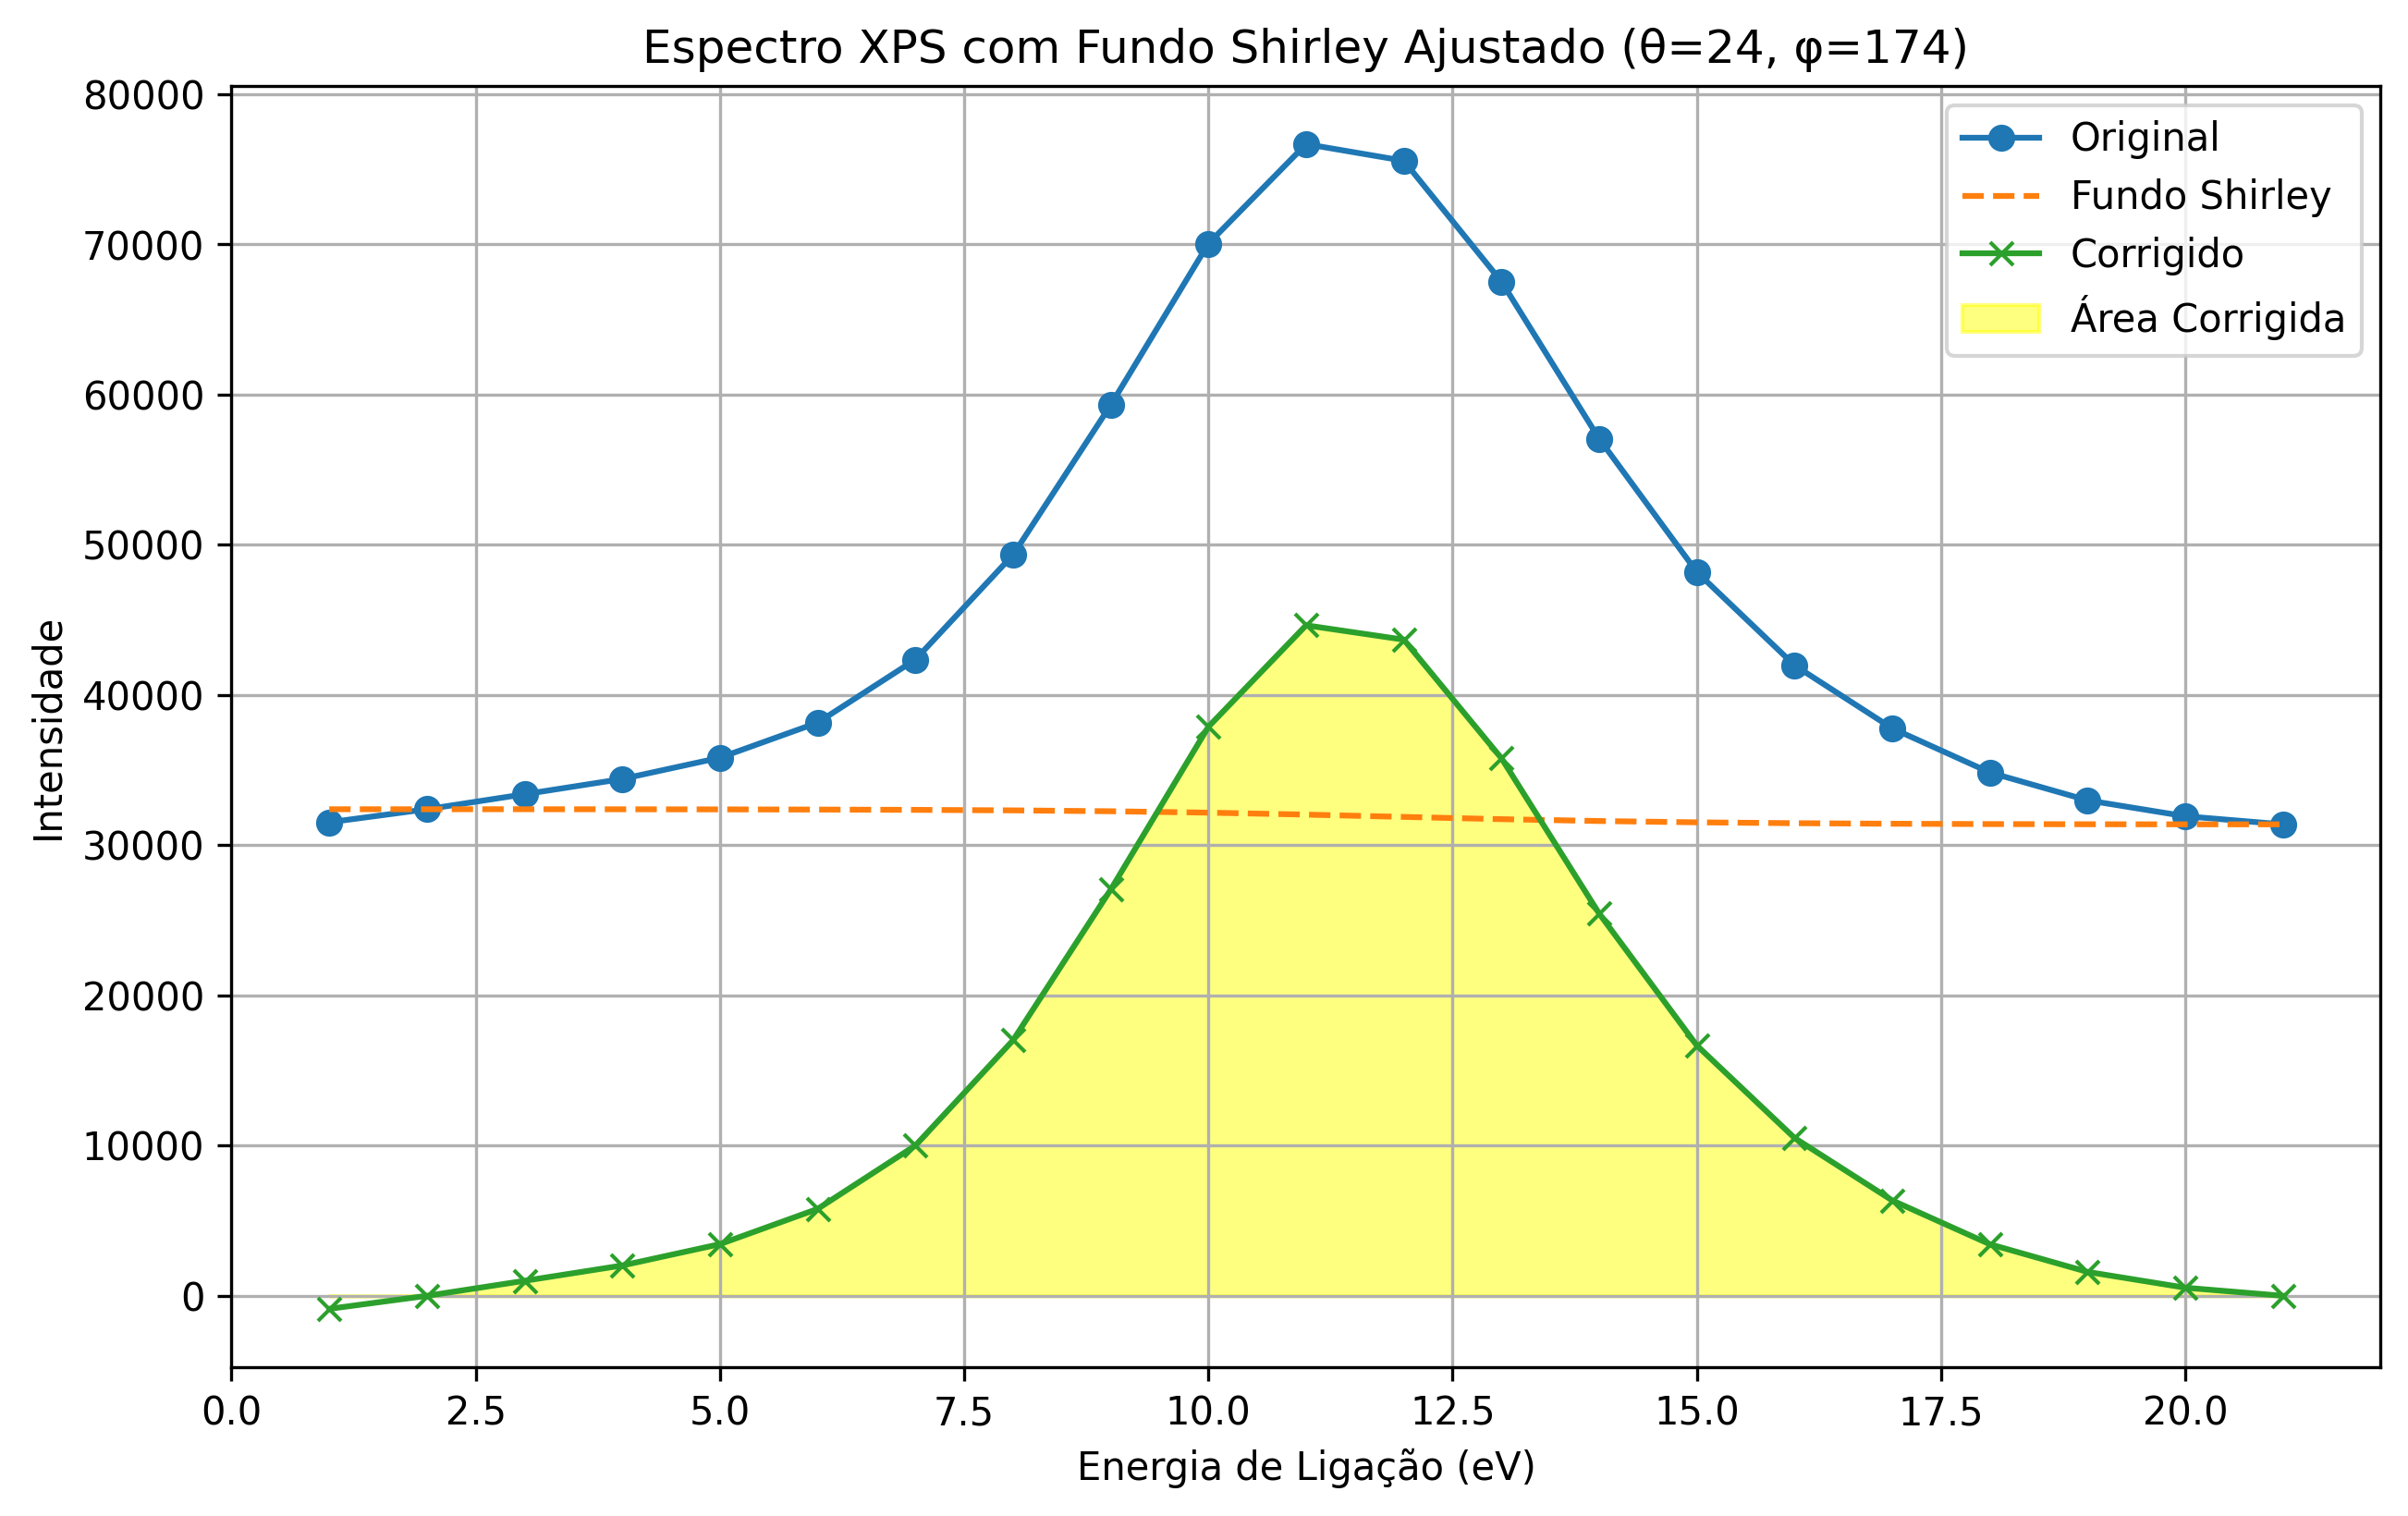 Espectro XPS com Fundo Shirley Ajustado (θ=24, φ=174)
80000
70000
60000
50000
40000
30000
20000
10000
0
Intensidade
Original
Fundo Shirley
Corrigido
Área Corrigida
0.0 2.5 5.0 7.5 10.0 12.5 15.0 17.5 20.0
Energia de Ligação (eV)